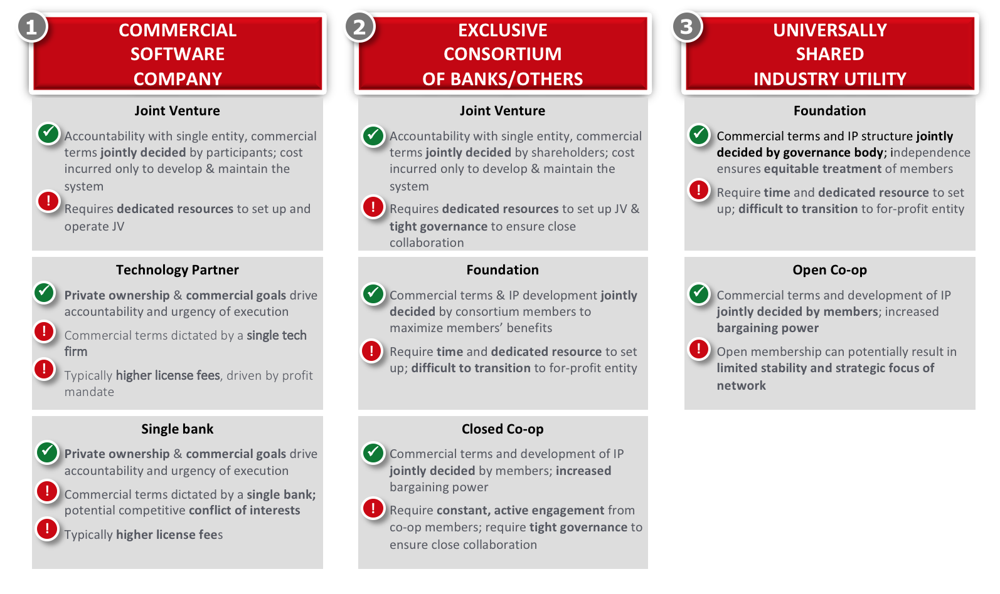 1
COMMERCIAL
SOFTWARE
COMPANY
Joint Venture
Accountability with single entity, commercial
terms jointly decided by participants; cost
incurred only to develop & maintain the
system
!
Requires dedicated resources to set up and
operate JV
Technology Partner
Private ownership & commercial goals drive
accountability and urgency of execution
!
Commercial terms dictated by a single tech
firm
!
Typically higher license fees, driven by profit
mandate
Single bank
Private ownership & commercial goals drive
accountability and urgency of execution
!
Commercial terms dictated by a single bank;
potential competitive conflict of interests
!
Typically higher license fees
2
EXCLUSIVE
CONSORTIUM
OF BANKS/OTHERS
Joint Venture
Accountability with single entity, commercial
terms jointly decided by shareholders; cost
incurred only to develop & maintain the
system
!
Requires dedicated resources to set up JV &
tight governance to ensure close
collaboration
Foundation
Commercial terms & IP development jointly
decided by consortium members to
maximize members’ benefits
!
Require time and dedicated resource to set
up; difficult to transition to for-profit entity
Closed Co-op
Commercial terms and development of IP
jointly decided by members; increased
bargaining power
!
Require constant, active engagement from
co-op members; require tight governance to
ensure close collaboration
3
UNIVERSALLY
SHARED
INDUSTRY UTILITY
Foundation
Commercial terms and IP structure jointly
decided by governance body; independence
ensures equitable treatment of members
!
Require time and dedicated resource to set
up; difficult to transition to for-profit entity
Open Co-op
Commercial terms and development of IP
jointly decided by members; increased
bargaining power
!
Open membership can potentially result in
limited stability and strategic focus of
network